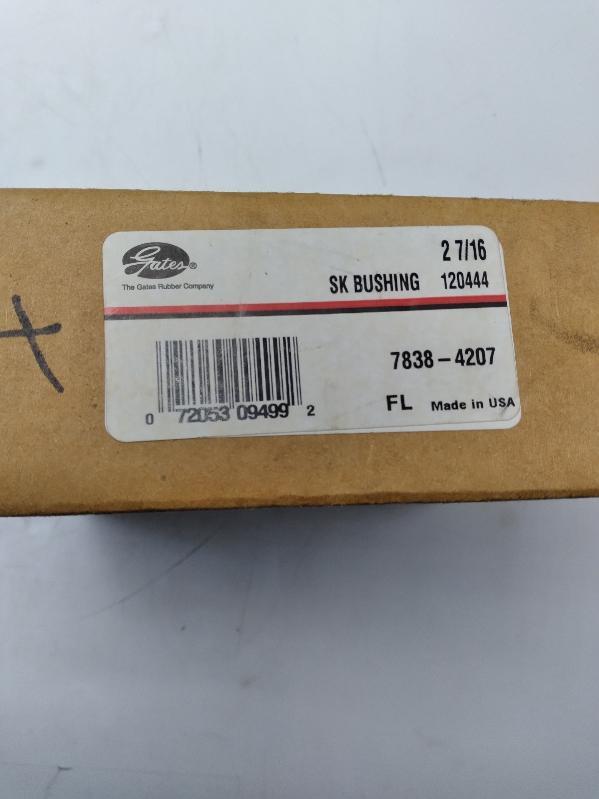 Gates®
The Gates Rubber Company
2 7/16
SK BUSHING 120444
7838-4207
0 72053 09499 2
FL Made in USA